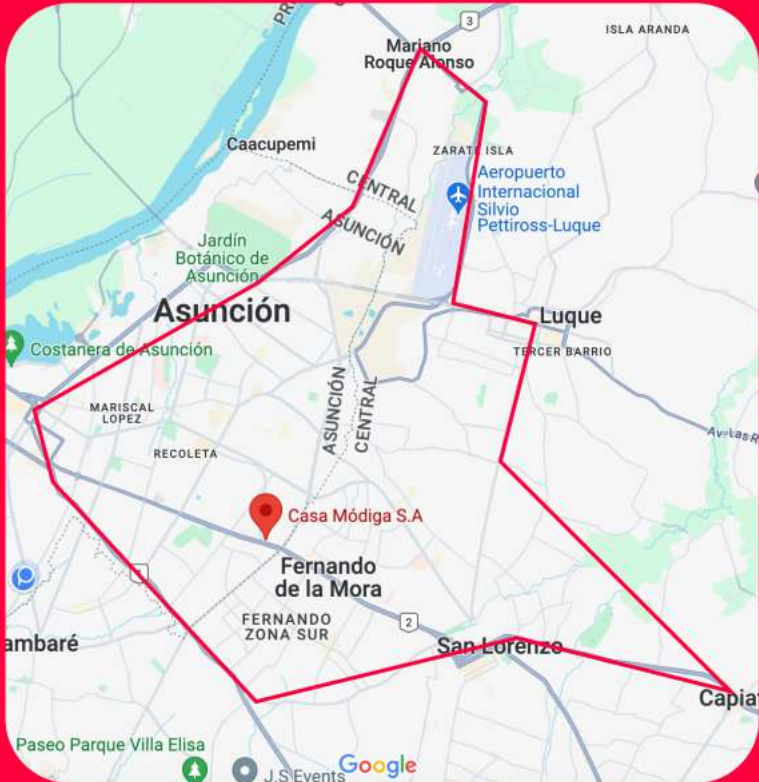 3
ISLA ARANDA
Mariano
Roque Alonso
Caacupemi
ZARATE ISLA
CENTRAL
ASUNCIÓN
Aeropuerto
Internacional
Silvio
Pettiross-Luque
Jardín
Botánico de
Asunción
Asunción
Luque
Costanera de Asunción
TERCER BARRIO
ASUNCIÓN
CENTRAL
MARISCAL
LOPEZ
RECOLETA
Casa Módiga S.A
Fernando
de la Mora
FERNANDO
ZONA SUR
2
ambaré
San Lorenzo
Capiat
Paseo Parque Villa Elisa
J.S Events
Google